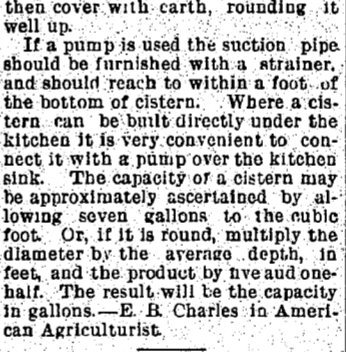 then cover with earth, rounding it
well up.
If a pump is used the suction pipe
should be furnished with a strainer,
and should reach to within a foot of
the bottom of cistern. Where a cis-
tern can be built directly under the
kitchen it is very convenient to con-
nect it with a pump over the kitchen
sink. The capacity of a cistern may
be approximately ascertained by al-
lowing seven gallons to the cubic
foot. Or, if it is round, multiply the
diameter by the average depth, in
feet, and the product by five and one-
half. The result will be the capacity
in gallons.—E. B. Charles in Ameri-
can Agriculturist.